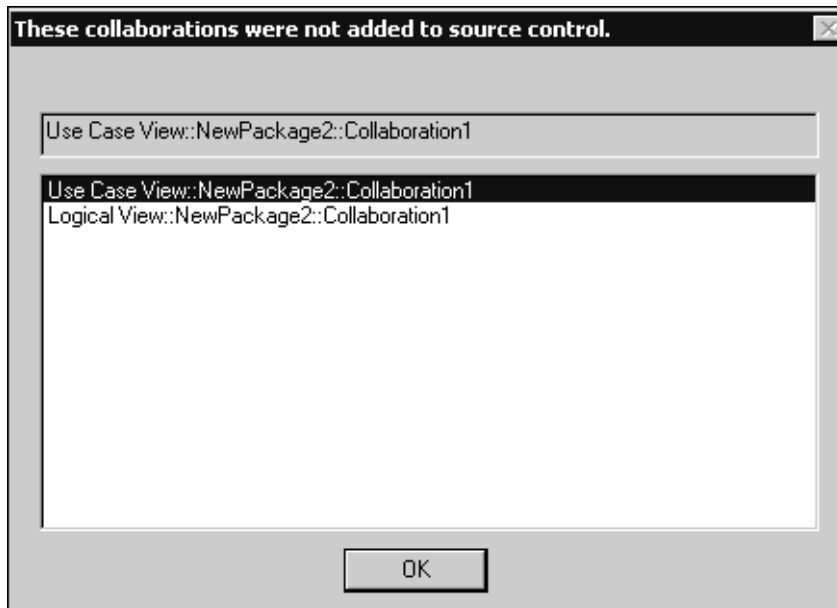 These collaborations were not added to source control.
Use Case View::NewPackage2::Collaboration1
Use Case View::NewPackage2::Collaboration1
Logical View::NewPackage2::Collaboration1
OK